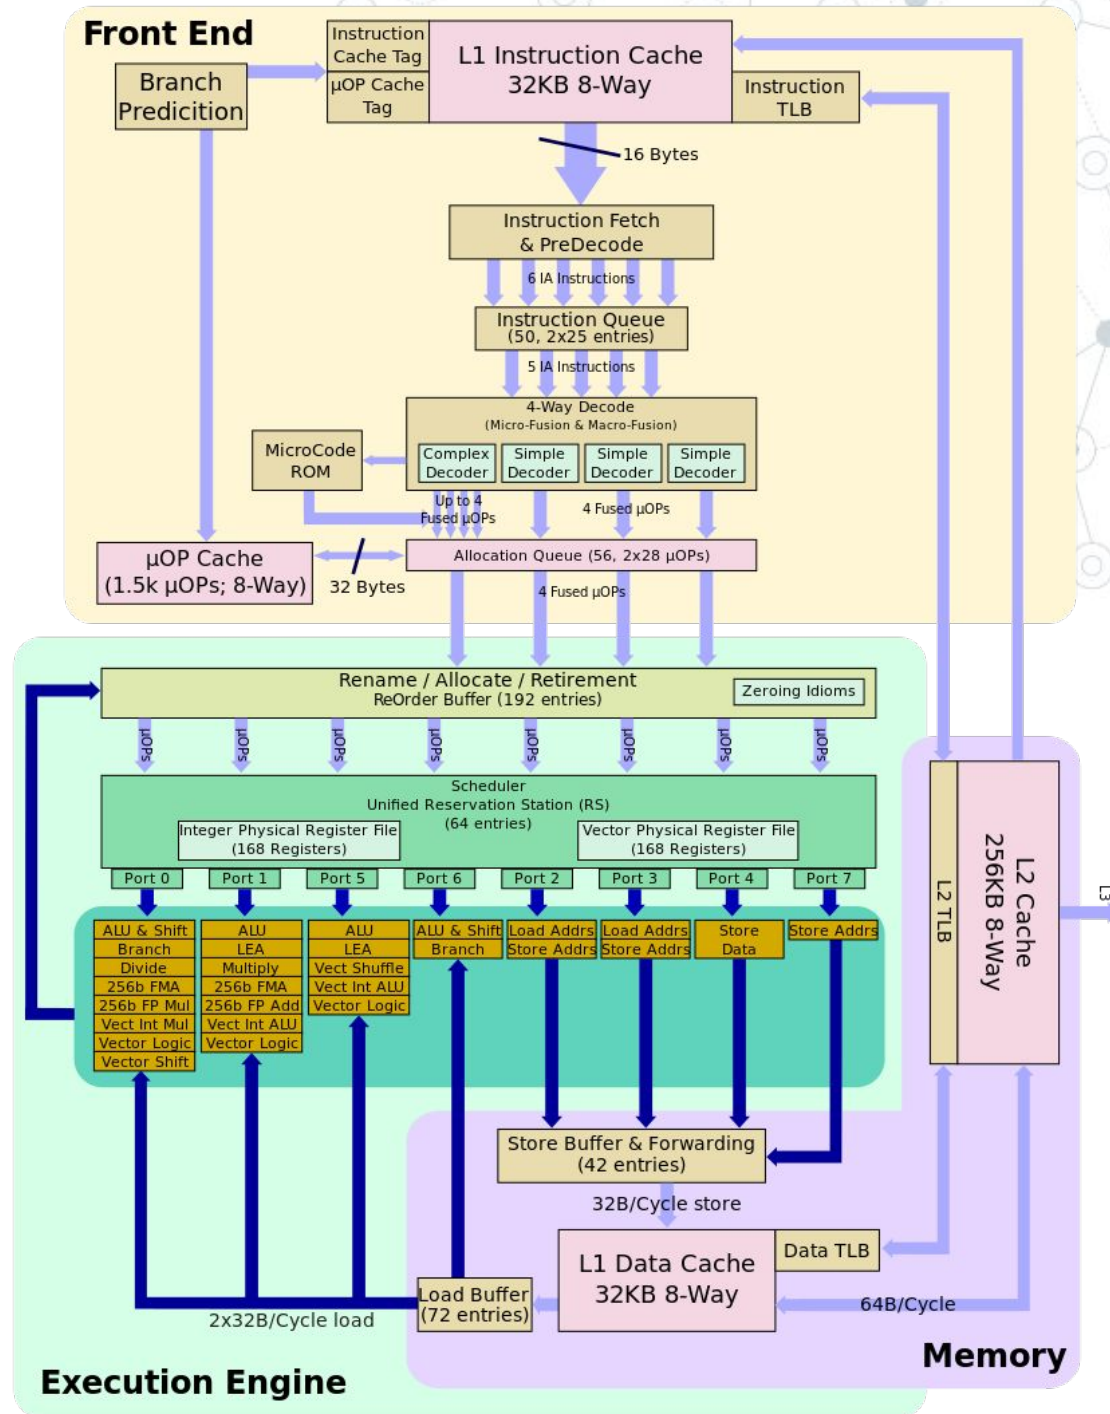 Front End
Branch
Predicition
Instruction
Cache Tag
μOP Cache
Tag
L1 Instruction Cache
32KB 8-Way
Instruction
TLB
16 Bytes
Instruction Fetch
& PreDecode
6 IA Instructions
Instruction Queue
(50, 2x25 entries)
5 IA Instructions
4-Way Decode
(Micro-Fusion & Macro-Fusion)
Complex
Decoder
Simple
Decoder
Simple
Decoder
Simple
Decoder
MicroCode
ROM
Up to 4
Fused μOPs
4 Fused μOPs
μOP Cache
(1.5k μOPs; 8-Way)
32 Bytes
Allocation Queue (56, 2x28 μOPs)
4 Fused μOPs
Rename / Allocate / Retirement
ReOrder Buffer (192 entries)
Zeroing Idioms
μOPs
μOPs
μOPs
μOPs
μOPs
μOPs
μOPs
μOPs
Scheduler
Unified Reservation Station (RS)
(64 entries)
Integer Physical Register File
(168 Registers)
Vector Physical Register File
(168 Registers)
Port 0
Port 1
Port 5
Port 6
Port 2
Port 3
Port 4
Port 7
ALU & Shift
Branch
Divide
256b FMA
256b FP Mul
Vect Int Mul
Vector Logic
Vector Shift
ALU
LEA
Multiply
256b FMA
256b FP Add
Vect Int ALU
Vector Logic
ALU
LEA
Vect Shuffle
Vect Int ALU
Vector Logic
ALU & Shift
Branch
Load Addrs
Store Addrs
Load Addrs
Store Addrs
Store
Data
Store Addrs
L2 TLB
L2 Cache
256KB 8-Way
L3
Store Buffer & Forwarding
(42 entries)
32B/Cycle store
L1 Data Cache
32KB 8-Way
Data TLB
64B/Cycle
Load Buffer
(72 entries)
2x32B/Cycle load
Memory
Execution Engine